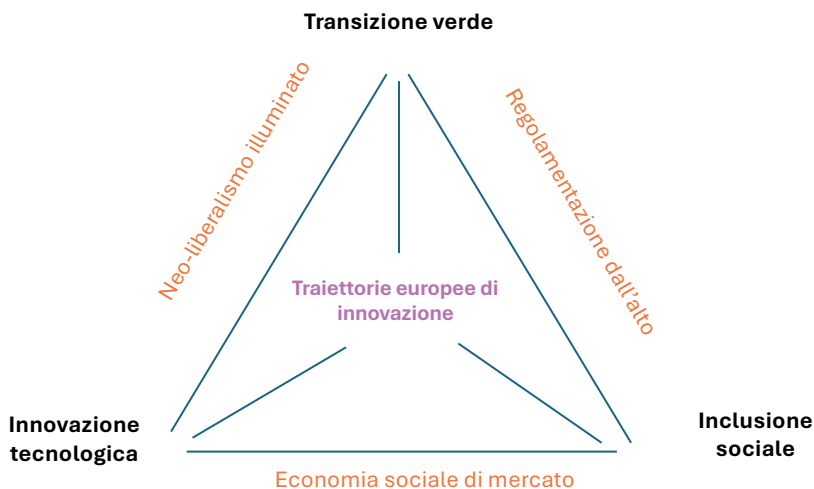 Transizione verde
Neo-liberalismo illuminato
Regolamentazione dall'alto
Traiettorie europee di
innovazione
Innovazione
tecnologica
Inclusione
sociale
Economia sociale di mercato